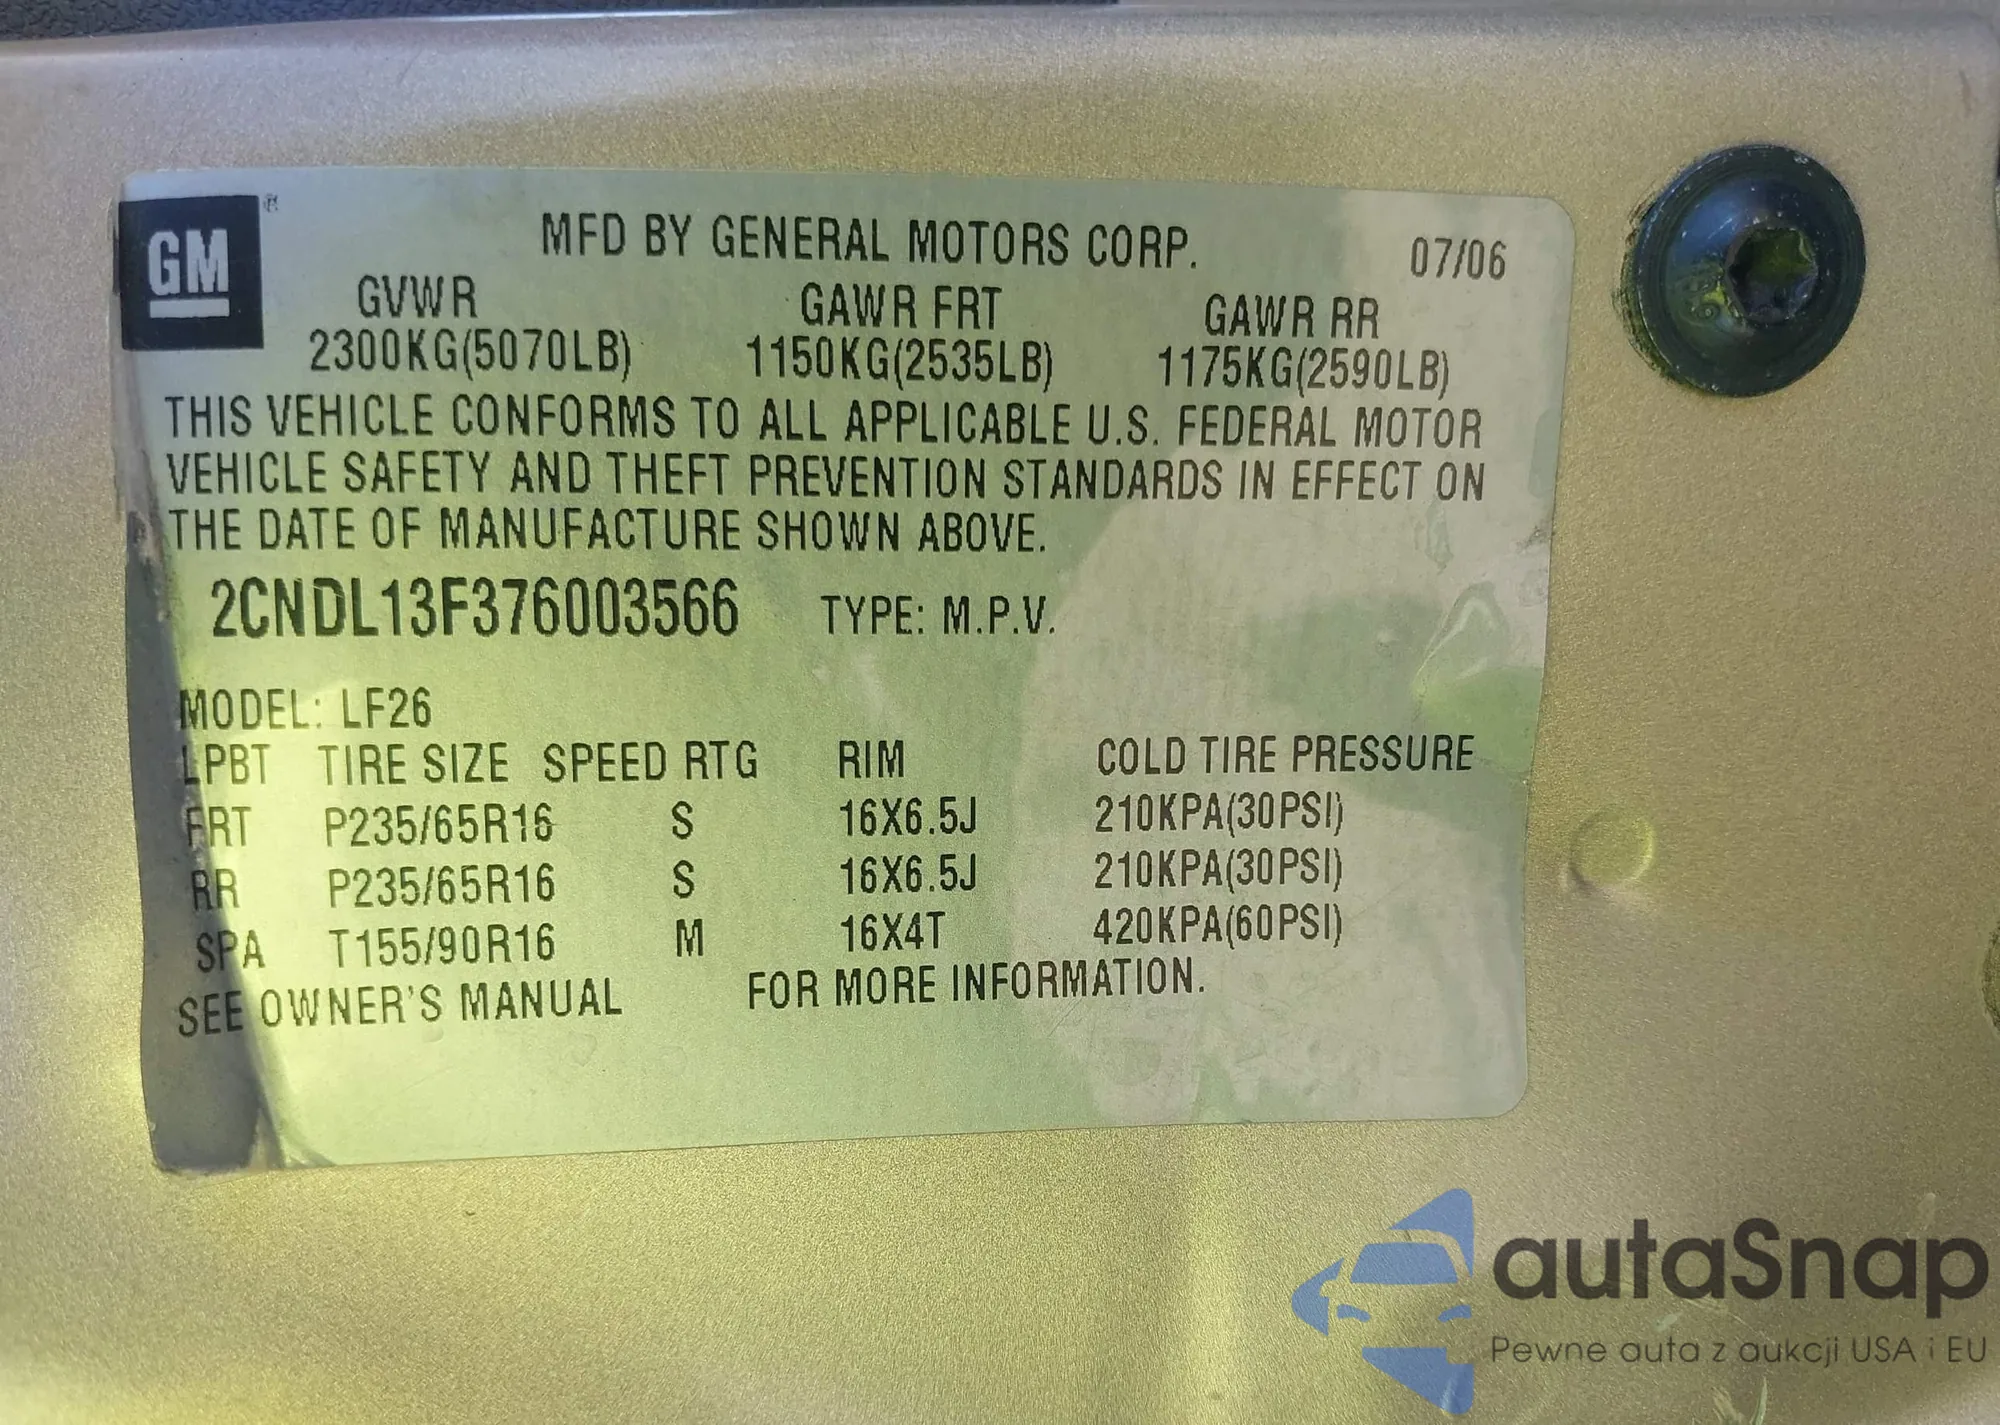 GM ®
MFD BY GENERAL MOTORS CORP. 07/06
GVWR GAWR FRT GAWR RR
2300KG(5070LB) 1150KG(2535LB) 1175KG(2590LB)
THIS VEHICLE CONFORMS TO ALL APPLICABLE U.S. FEDERAL MOTOR
VEHICLE SAFETY AND THEFT PREVENTION STANDARDS IN EFFECT ON
THE DATE OF MANUFACTURE SHOWN ABOVE.
2CNDL13F376003566 TYPE: M.P.V.
MODEL: LF26
LPBT TIRE SIZE SPEED RTG RIM COLD TIRE PRESSURE
FRT P235/65R16 S 16X6.5J 210KPA(30PSI)
RR P235/65R16 S 16X6.5J 210KPA(30PSI)
SPA T155/90R16 M 16X4T 420KPA(60PSI)
SEE OWNER'S MANUAL FOR MORE INFORMATION.
autaSnap
Pewne auta z aukcji USA i EU